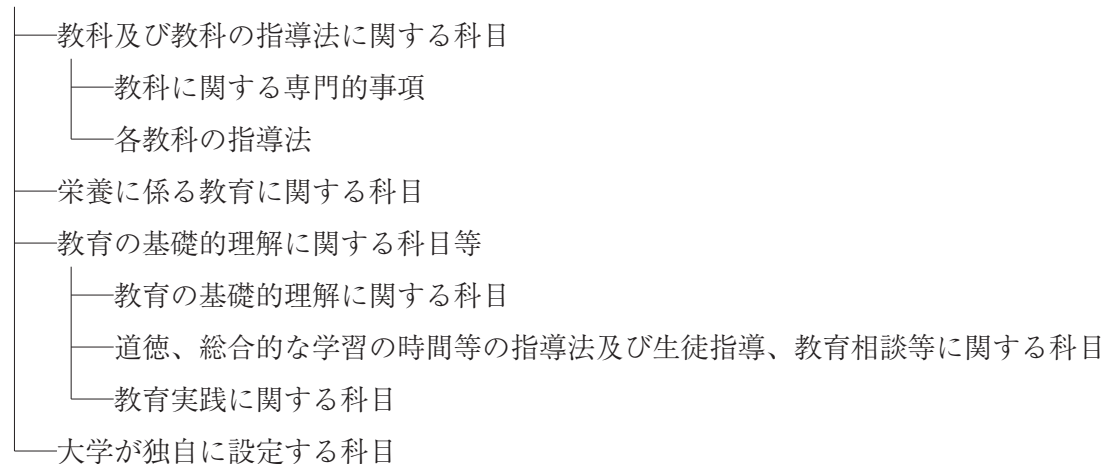 教科及び教科の指導法に関する科目
教科に関する専門的事項
各教科の指導法
栄養に係る教育に関する科目
教育の基礎的理解に関する科目等
教育の基礎的理解に関する科目
道徳、総合的な学習の時間等の指導法及び生徒指導、教育相談等に関する科目
教育実践に関する科目
大学が独自に設定する科目